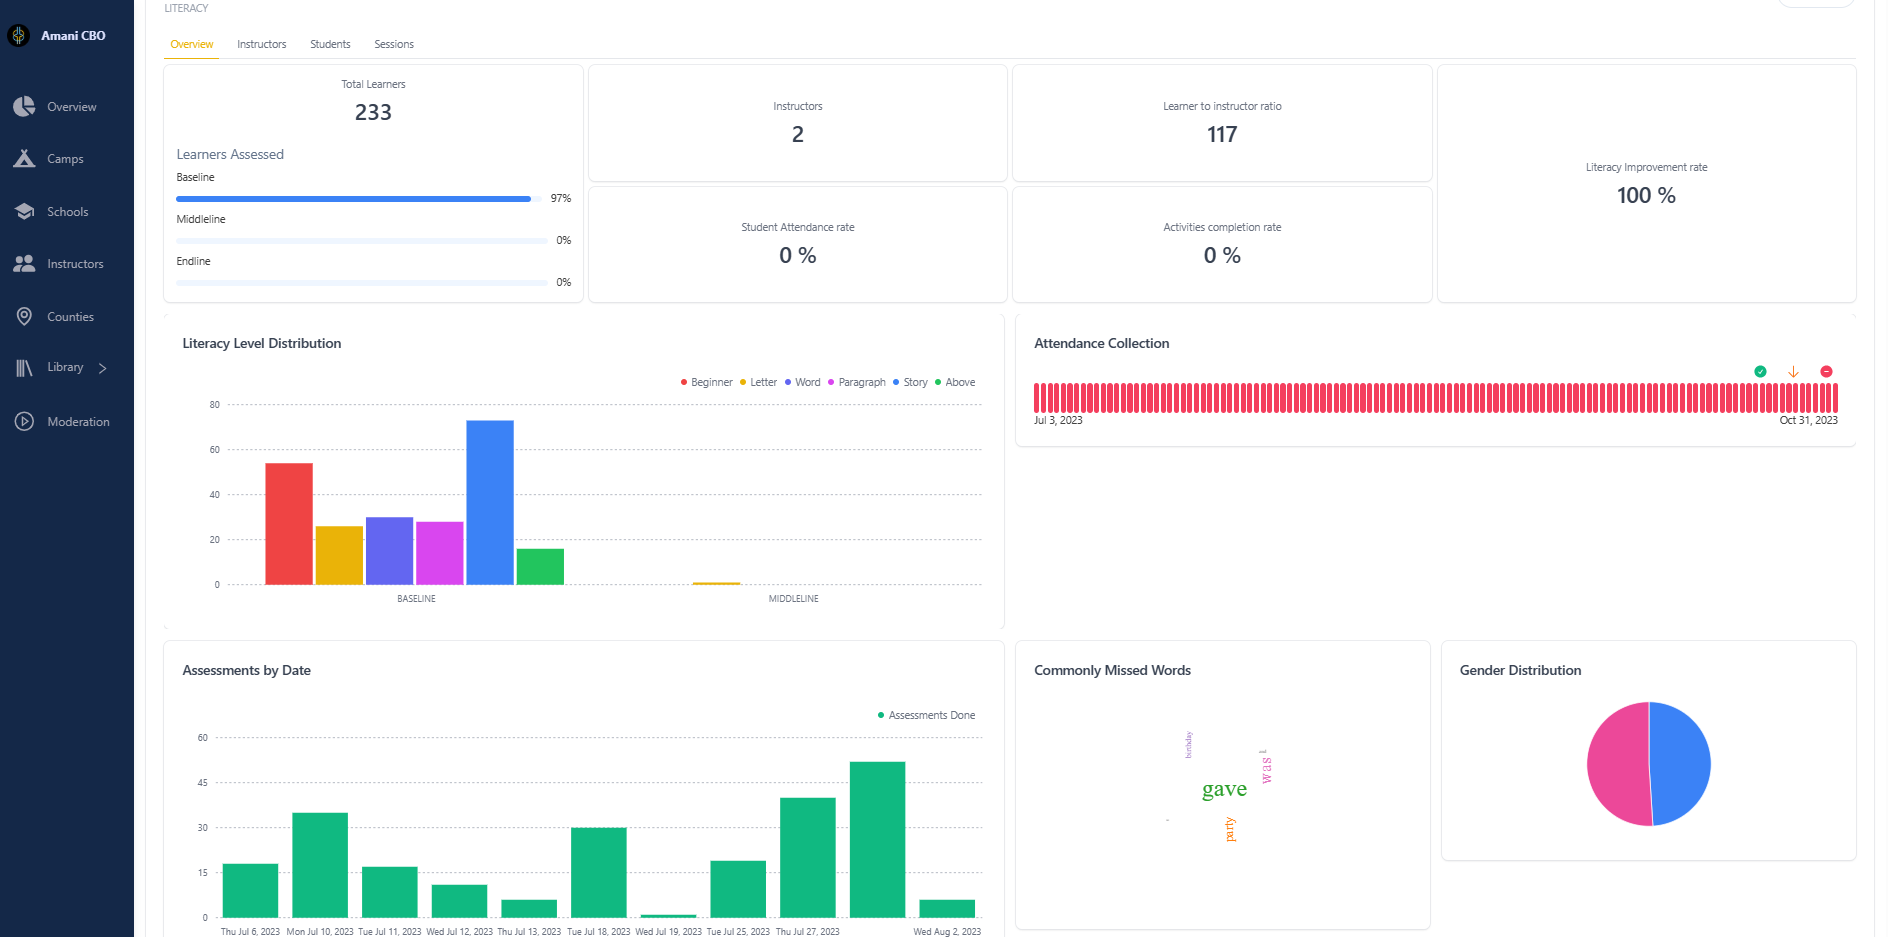 Amani CBO
Overview
Camps
Schools
Instructors
Counties
Library
Moderation
LITERACY
Overview Instructors Students Sessions
Total Learners
233
Learners Assessed
Baseline
97%
Middleline
0%
Endline
0%
Instructors
2
Learner to instructor ratio
117
Student Attendance rate
0 %
Activities completion rate
0 %
Literacy Improvement rate
100 %
Literacy Level Distribution
Beginner Letter Word Paragraph Story Above
80
60
40
20
0
BASELINE MIDDLELINE
Attendance Collection
Jul 3, 2023 Oct 31, 2023
Assessments by Date
Assessments Done
60
45
30
15
0
Thu Jul 6, 2023 Mon Jul 10, 2023 Tue Jul 11, 2023 Wed Jul 12, 2023 Thu Jul 13, 2023 Tue Jul 18, 2023 Wed Jul 19, 2023 Tue Jul 25, 2023 Thu Jul 27, 2023 Wed Aug 2, 2023
Commonly Missed Words
birthday
was
gave
party
Gender Distribution